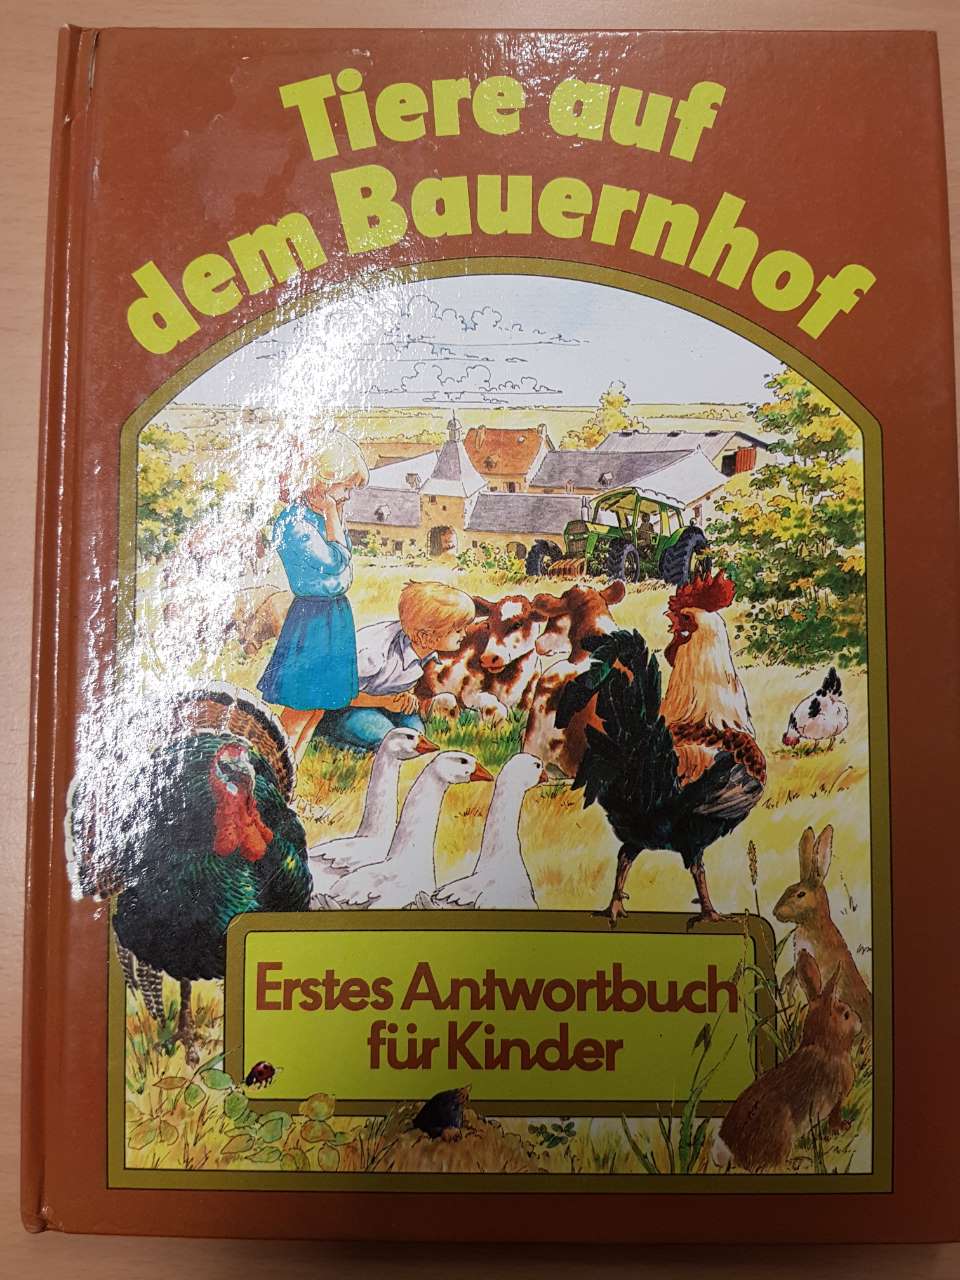 Tiere auf
dem Bauernhof
Erstes Antwortbuch
für Kinder